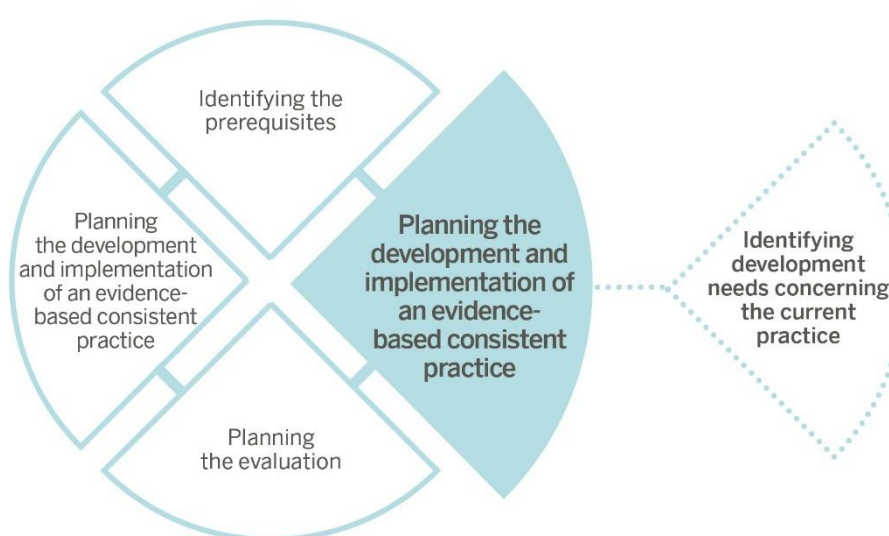 Identifying the
prerequisites
Planning
the development
and implementation
of an evidence-
based consistent
practice
Planning the
development and
implementation of
an evidence-
based consistent
practice
Identifying
development
needs concerning
the current
practice
Planning
the evaluation